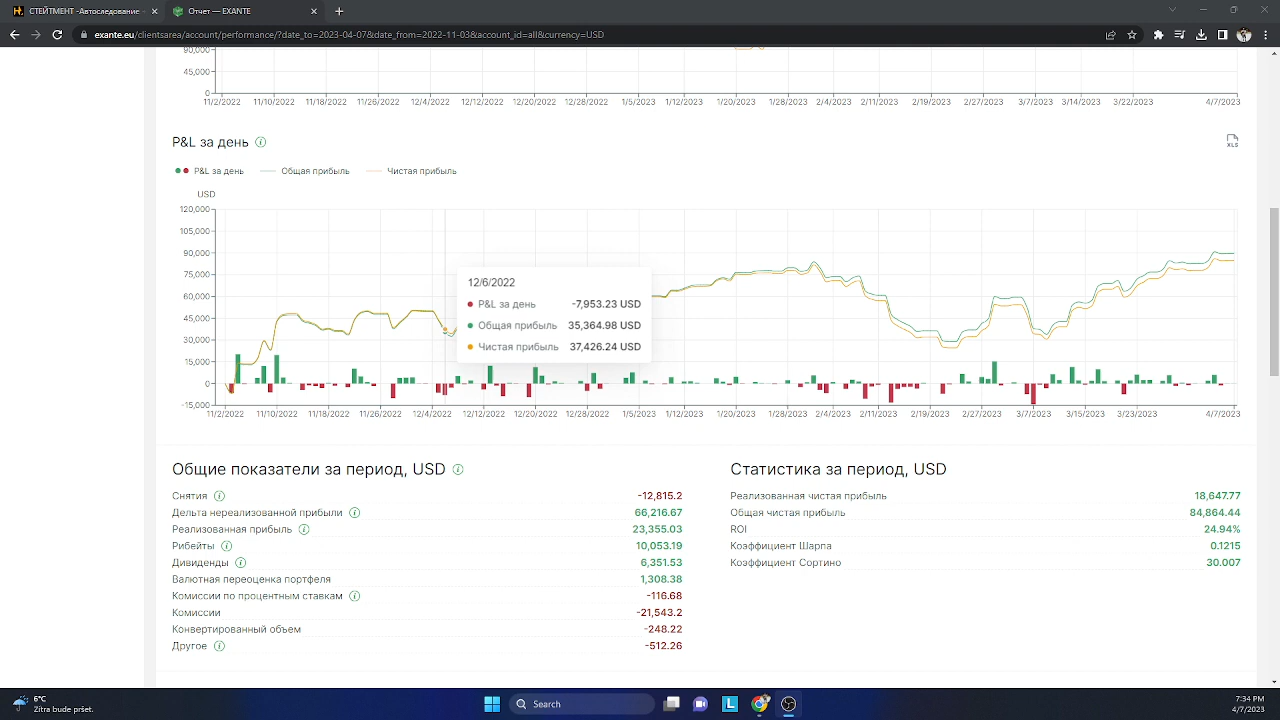 СТЕЙТМЕНТ -Автоследование
Отчет — EXANTE
exante.eu/clientsarea/account/performance/?date_to=2023-04-07&date_from=2022-11-03&account_id=all&currency=USD
90,000
45,000
0
11/2/2022 11/10/2022 11/18/2022 11/26/2022 12/4/2022 12/12/2022 12/20/2022 12/28/2022 1/5/2023 1/12/2023 1/20/2023 1/28/2023 2/4/2023 2/11/2023 2/19/2023 2/27/2023 3/7/2023 3/14/2023 3/22/2023 4/7/2023
P&L за день
XLS
P&L за день Общая прибыль Чистая прибыль
USD
120,000
105,000
90,000
75,000
60,000
45,000
30,000
15,000
0
-15,000
12/6/2022
P&L за день -7,953.23 USD
Общая прибыль 35,364.98 USD
Чистая прибыль 37,426.24 USD
11/2/2022 11/10/2022 11/18/2022 11/26/2022 12/4/2022 12/12/2022 12/20/2022 12/28/2022 1/5/2023 1/12/2023 1/20/2023 1/28/2023 2/4/2023 2/11/2023 2/19/2023 2/27/2023 3/7/2023 3/15/2023 3/23/2023 4/7/2023
Общие показатели за период, USD
Снятия -12,815.2
Дельта нереализованной прибыли 66,216.67
Реализованная прибыль 23,355.03
Рибейты 10,053.19
Дивиденды 6,351.53
Валютная переоценка портфеля 1,308.38
Комиссии по процентным ставкам -116.68
Комиссии -21,543.2
Конвертированный объем -248.22
Другое -512.26
Статистика за период, USD
Реализованная чистая прибыль 18,647.77
Общая чистая прибыль 84,864.44
ROI 24.94%
Коэффициент Шарпа 0.1215
Коэффициент Сортино 30.007
6°C
Zítra bude pršet.
Search
7:34 PM
4/7/2023